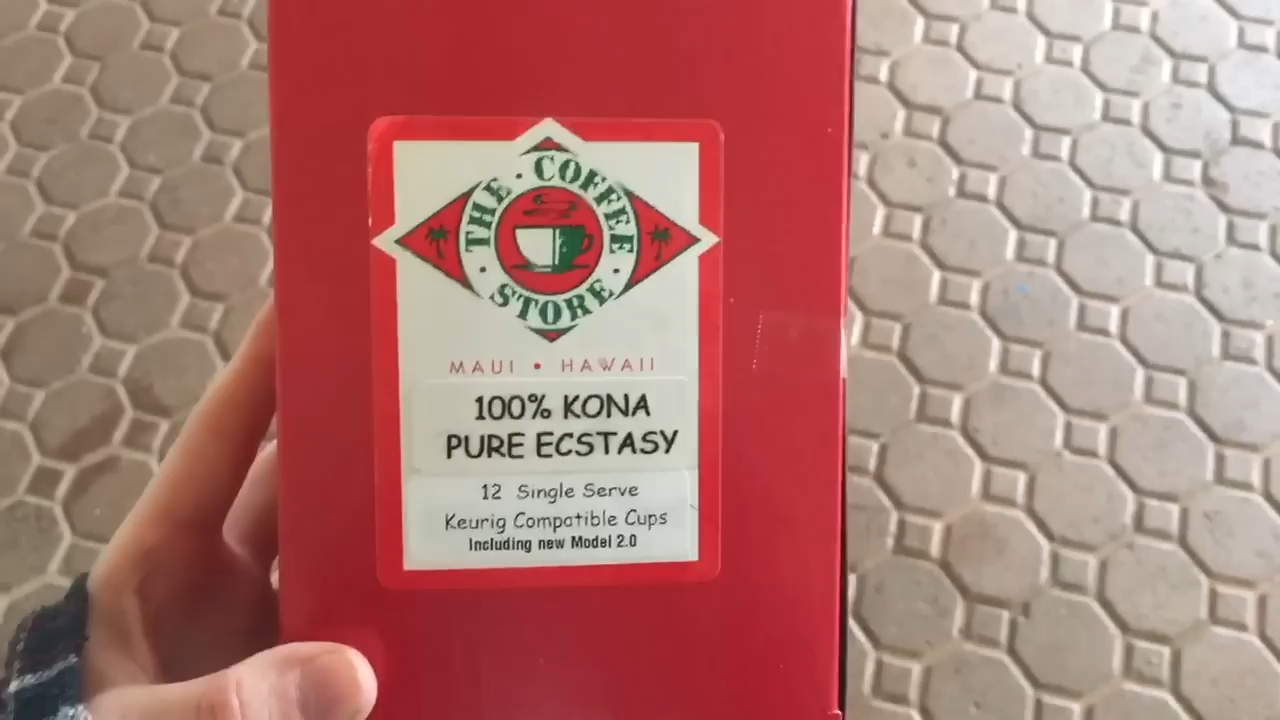 THE · COFFEE · STORE
MAUI • HAWAII
100% KONA
PURE ECSTASY
12 Single Serve
Keurig Compatible Cups
Including new Model 2.0